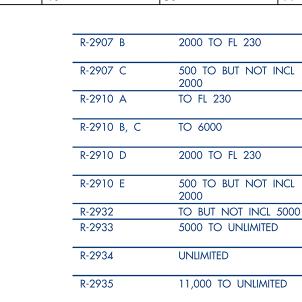 R-2907 B 2000 TO FL 230
R-2907 C 500 TO BUT NOT INCL
2000
R-2910 A TO FL 230
R-2910 B, C TO 6000
R-2910 D 2000 TO FL 230
R-2910 E 500 TO BUT NOT INCL
2000
R-2932 TO BUT NOT INCL 5000
R-2933 5000 TO UNLIMITED
R-2934 UNLIMITED
R-2935 11,000 TO UNLIMITED